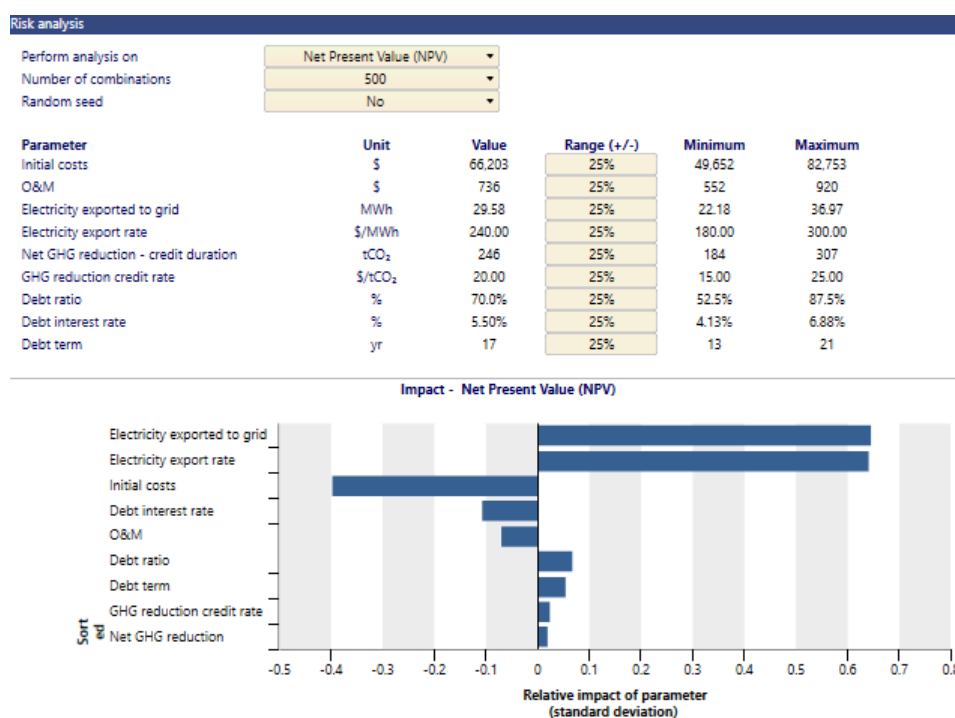 Risk analysis
Perform analysis on Net Present Value (NPV)
Number of combinations 500
Random seed No
Parameter Unit Value Range (+/-) Minimum Maximum
Initial costs $ 66,203 25% 49,652 82,753
O&M $ 736 25% 552 920
Electricity exported to grid MWh 29.58 25% 22.18 36.97
Electricity export rate $/MWh 240.00 25% 180.00 300.00
Net GHG reduction - credit duration tCO₂ 246 25% 184 307
GHG reduction credit rate $/tCO₂ 20.00 25% 15.00 25.00
Debt ratio % 70.0% 25% 52.5% 87.5%
Debt interest rate % 5.50% 25% 4.13% 6.88%
Debt term yr 17 25% 13 21
Impact - Net Present Value (NPV)
Electricity exported to grid
Electricity export rate
Initial costs
Debt interest rate
O&M
Debt ratio
Debt term
GHG reduction credit rate
Net GHG reduction
Sort
ed
-0.5 -0.4 -0.3 -0.2 -0.1 0 0.1 0.2 0.3 0.4 0.5 0.6 0.7 0.8
Relative impact of parameter
(standard deviation)